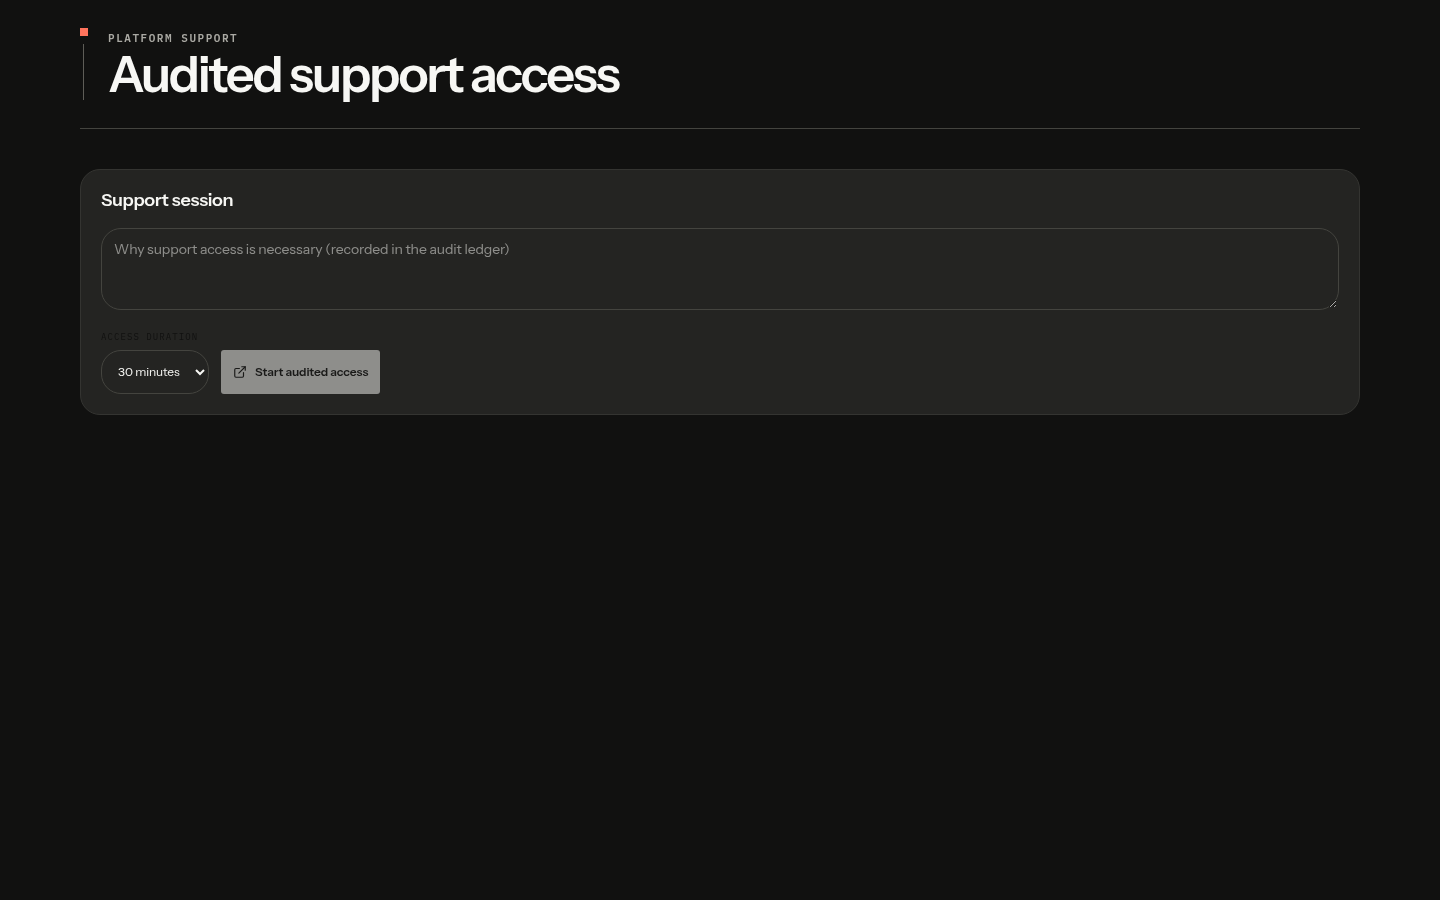 PLATFORM SUPPORT
Audited support access
Support session
Why support access is necessary (recorded in the audit ledger)
ACCESS DURATION
30 minutes
Start audited access